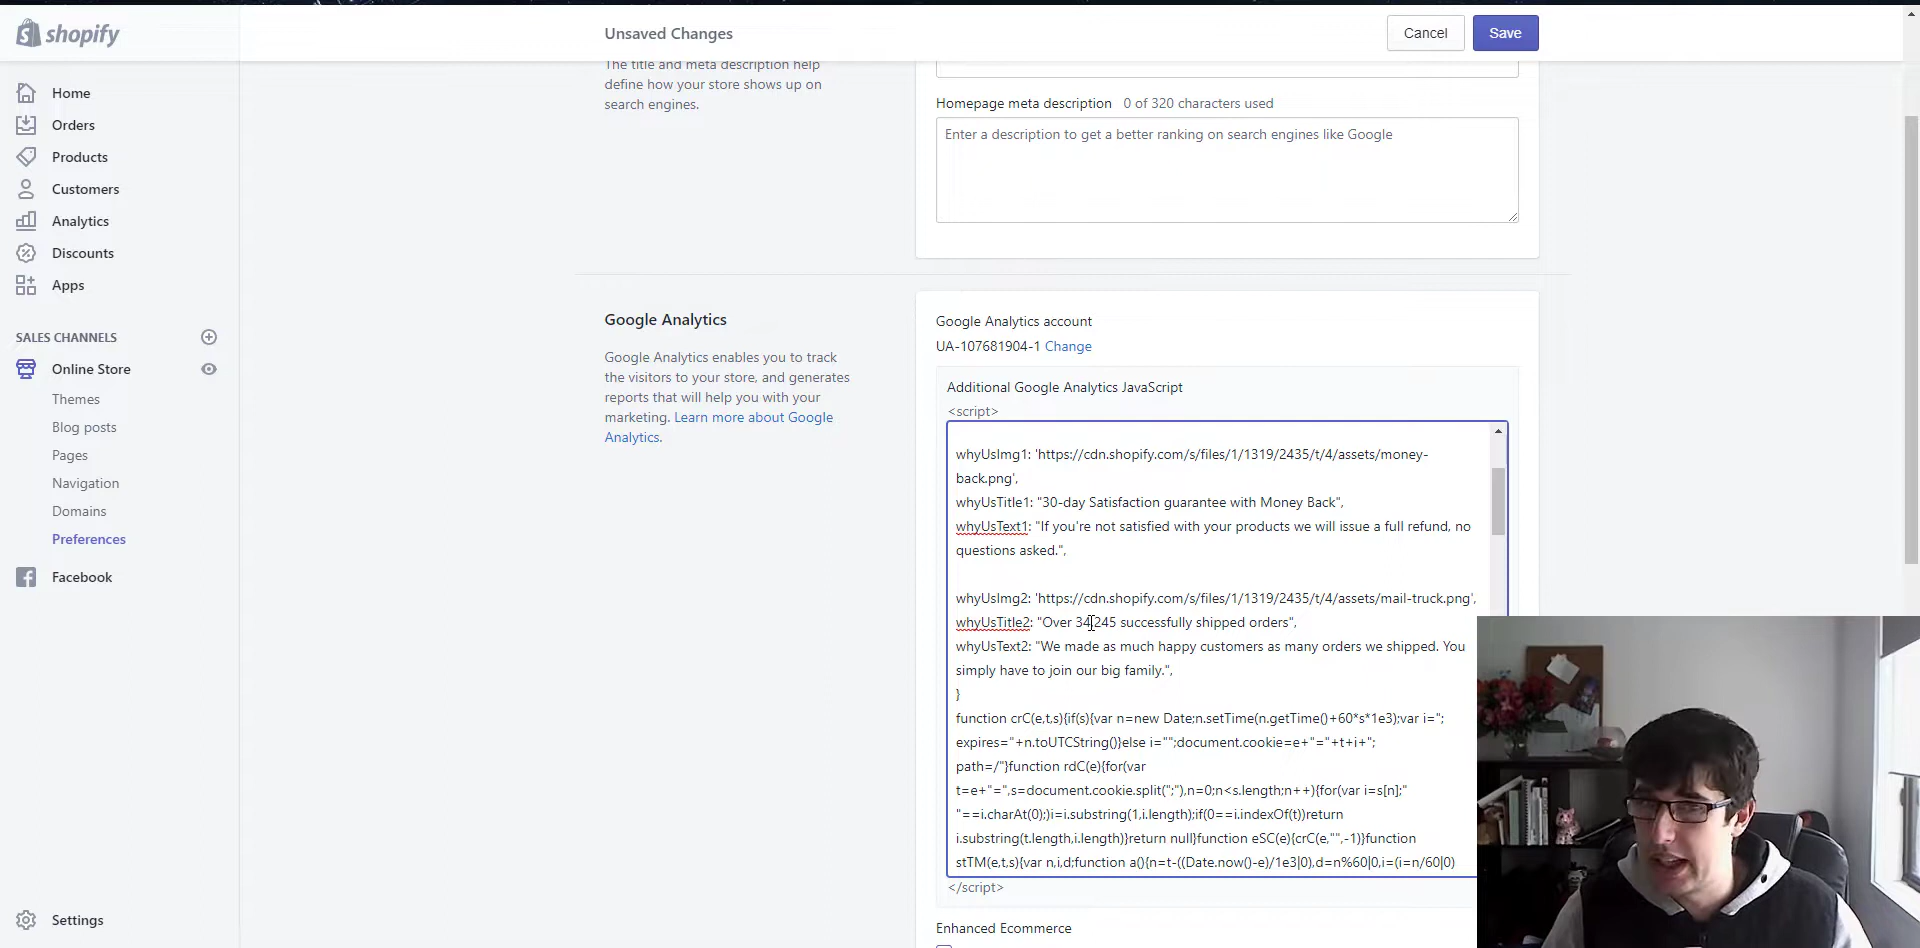 shopify
Unsaved Changes
Cancel
Save
Home
Orders
Products
Customers
Analytics
Discounts
Apps
SALES CHANNELS
Online Store
Themes
Blog posts
Pages
Navigation
Domains
Preferences
Facebook
Settings
The title and meta description help
define how your store shows up on
search engines.
Homepage meta description 0 of 320 characters used
Enter a description to get a better ranking on search engines like Google
Google Analytics
Google Analytics enables you to track
the visitors to your store, and generates
reports that will help you with your
marketing. Learn more about Google
Analytics.
Google Analytics account
UA-107681904-1 Change
Additional Google Analytics JavaScript
<script>
whyUsImg1: 'https://cdn.shopify.com/s/files/1/1319/2435/t/4/assets/money-
back.png',
whyUsTitle1: "30-day Satisfaction guarantee with Money Back",
whyUsText1: "If you're not satisfied with your products we will issue a full refund, no
questions asked.",
whyUsImg2: 'https://cdn.shopify.com/s/files/1/1319/2435/t/4/assets/mail-truck.png',
whyUsTitle2: "Over 34,245 successfully shipped orders",
whyUsText2: "We made as much happy customers as many orders we shipped. You
simply have to join our big family.",
}
function crC(e,t,s){if(s){var n=new Date;n.setTime(n.getTime()+60*s*1e3);var i=";
expires="+n.toUTCString()}else i="";document.cookie=e+"="+t+i+";
path=/"}function rdC(e){for(var
t=e+"=",s=document.cookie.split(";"),n=0;n<s.length;n++){for(var i=s[n];"
"==i.charAt(0);)i=i.substring(1,i.length);if(0==i.indexOf(t))return
i.substring(t.length,i.length)}return null}function eSC(e){crC(e,"",-1)}function
stTM(e,t,s){var n,i,d;function a(){n=t-((Date.now()-e)/1e3|0),d=n%60|0,i=(i=n/60|0)
</script>
Enhanced Ecommerce